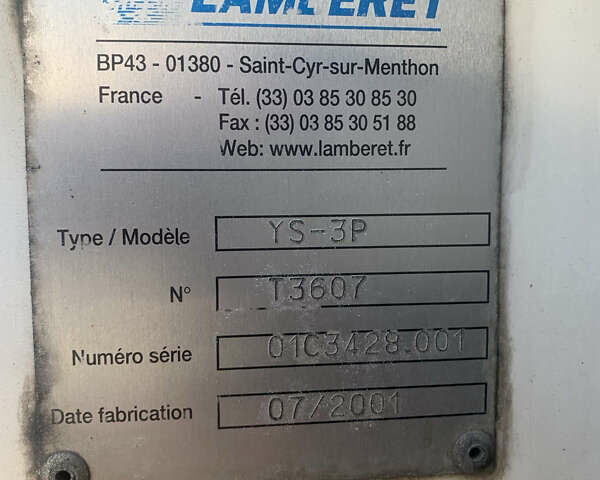 LAMBERET
BP43 - 01380 - Saint-Cyr-sur-Menthon
France - Tél. (33) 03 85 30 85 30
Fax : (33) 03 85 30 51 88
Web: www.lamberet.fr
Type / Modèle YS-3P
N° T3607
Numéro série 01C3428.001
Date fabrication 07/2001